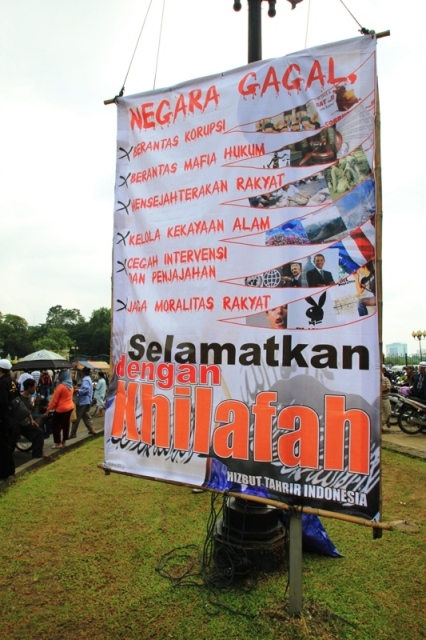 NEGARA GAGAL,
BERANTAS KORUPSI
BERANTAS MAFIA HUKUM
MENSEJAHTERAKAN RAKYAT
KELOLA KEKAYAAN ALAM
CEGAH INTERVENSI
DAN PENJAJAHAN
JAGA MORALITAS RAKYAT
Selamatkan
dengan
Khilafah
HIZBUT TAHRIR INDONESIA